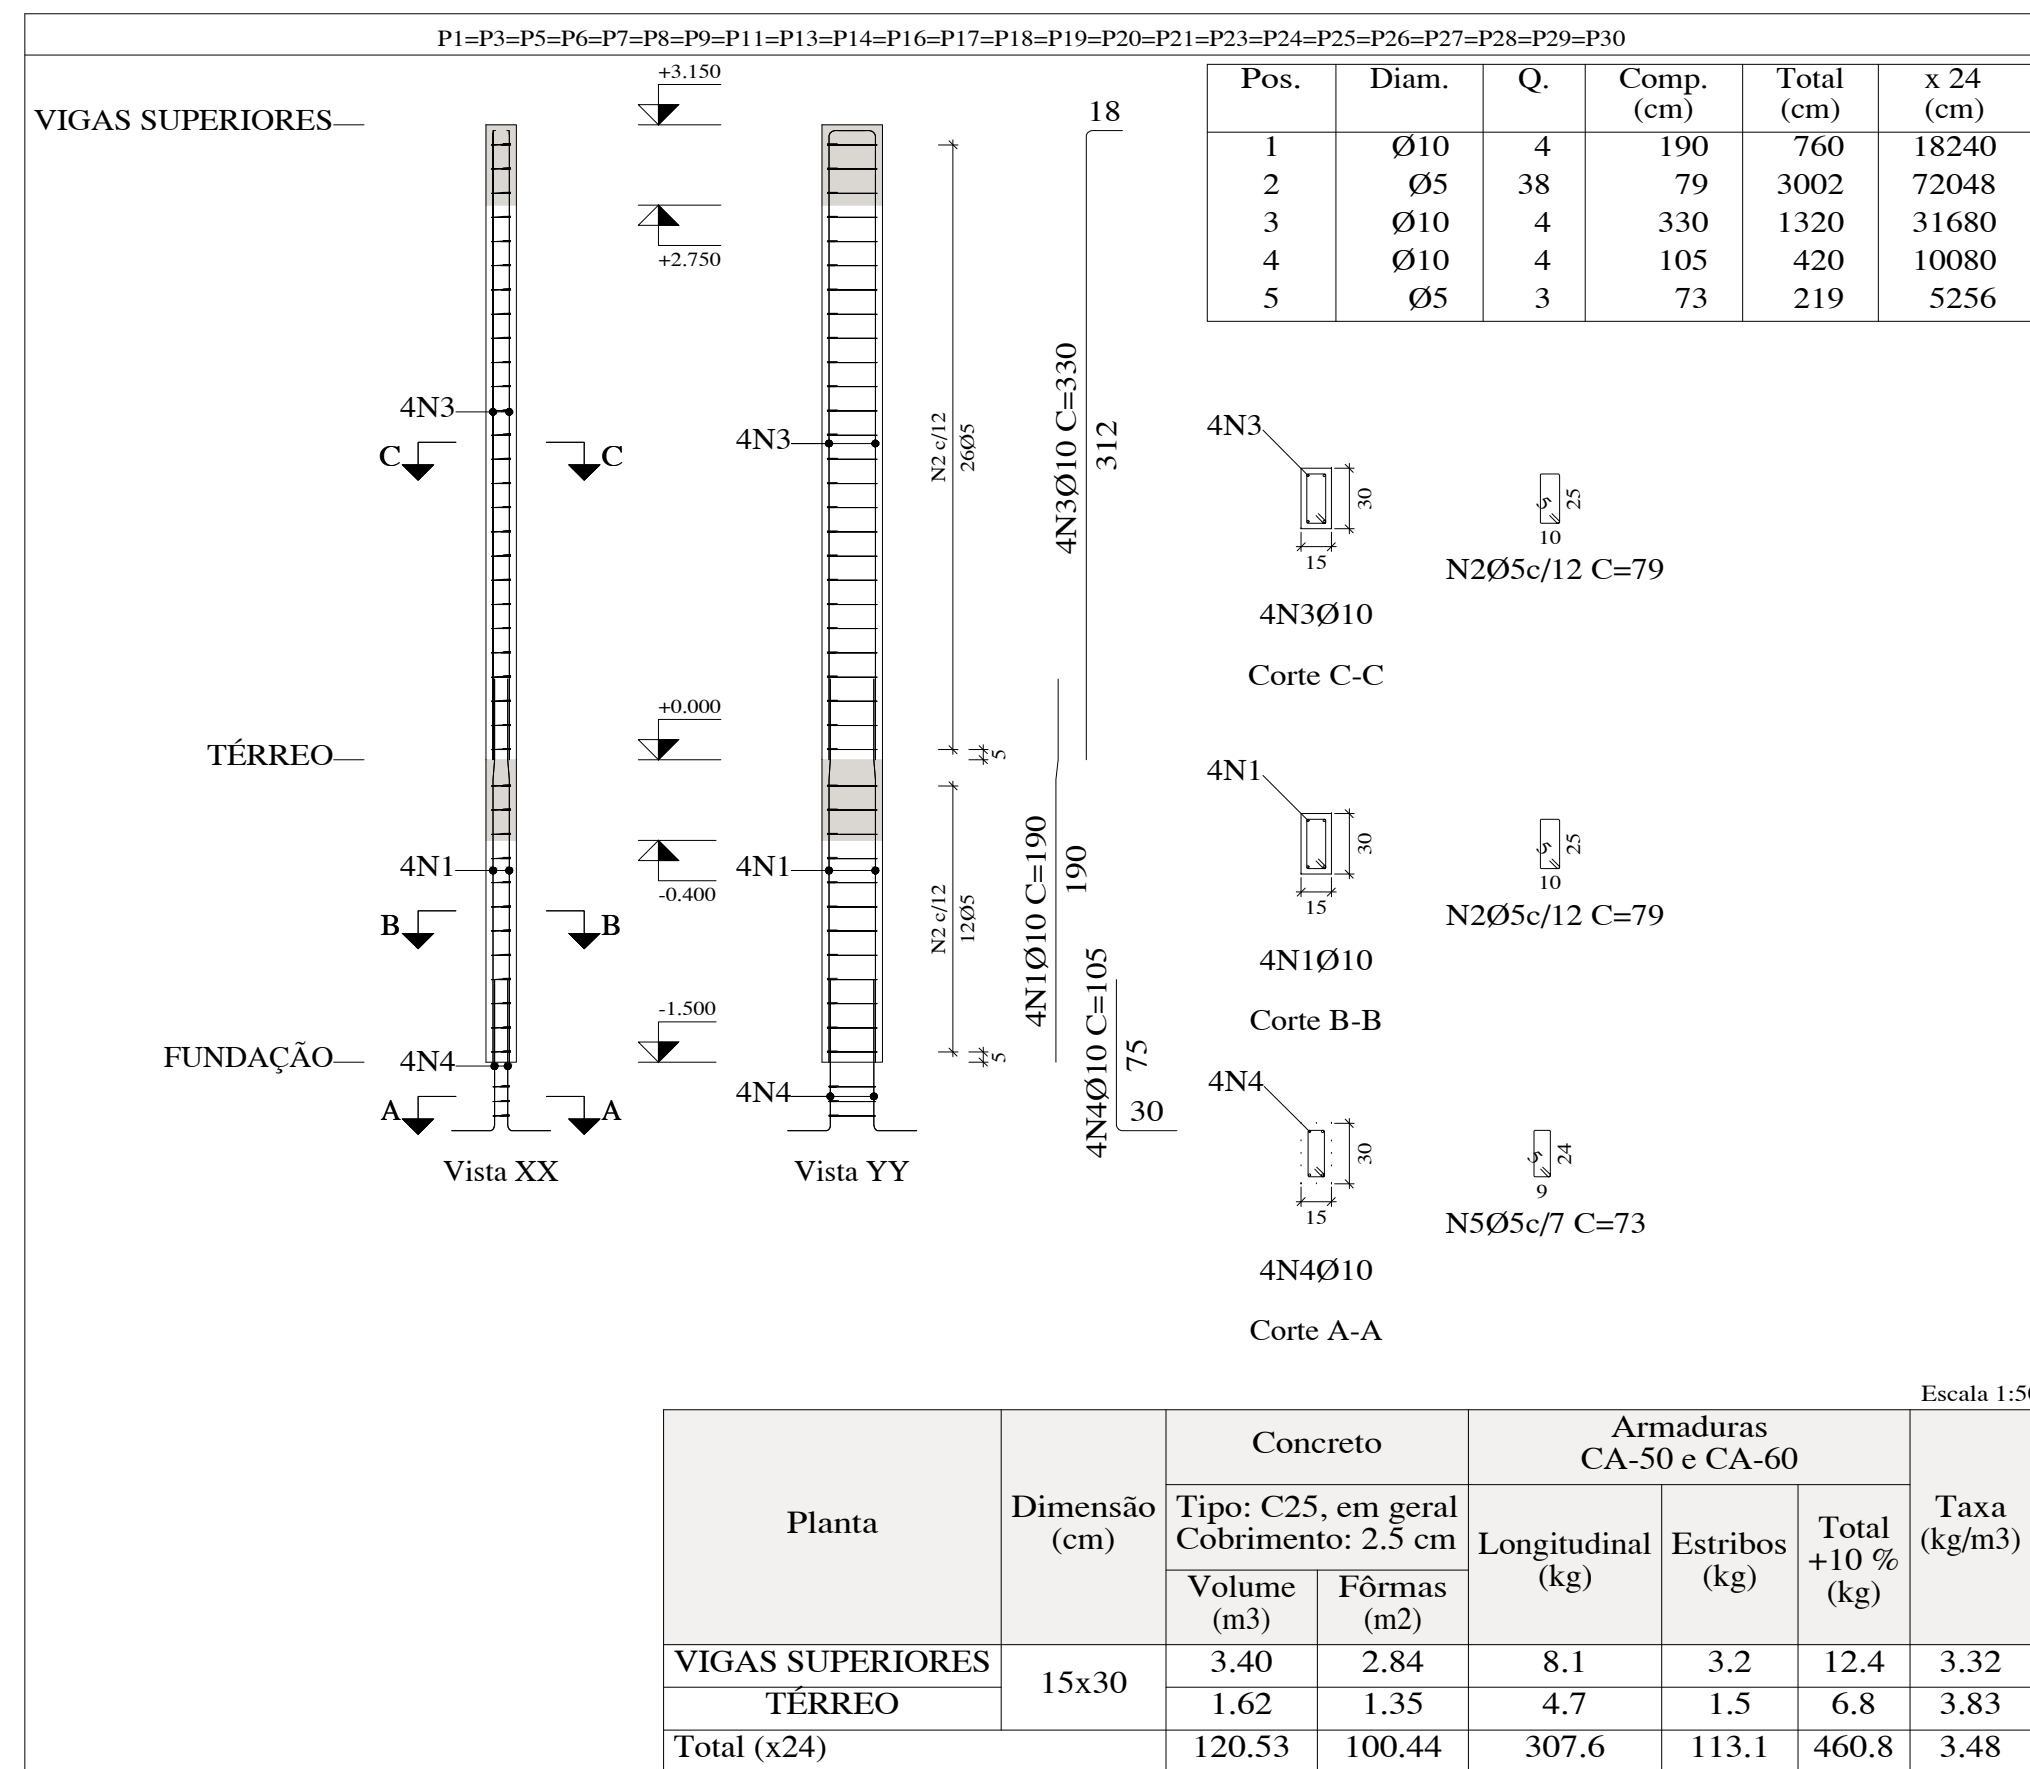 P1=P3=P5=P6=P7=P8=P9=P11=P13=P14=P16=P17=P18=P19=P20=P21=P23=P24=P25=P26=P27=P28=P29=P30
Pos. Diam. Q. Comp. (cm) Total (cm) x 24 (cm)
1 Ø10 4 190 760 18240
2 Ø5 38 79 3002 72048
3 Ø10 4 330 1320 31680
4 Ø10 4 105 420 10080
5 Ø5 3 73 219 5256
VIGAS SUPERIORES
+3.150
+2.750
4N3
C C
TÉRREO
+0.000
4N1
-0.400
B B
FUNDAÇÃO
-1.500
4N4
A A
Vista XX
4N3
4N1
4N4
Vista YY
N2 c/12
26Ø5
5
N2 c/12
12Ø5
5
18
4N3Ø10 C=330
312
4N1Ø10 C=190
190
4N4Ø10 C=105
75
30
4N3
30
15
4N3Ø10
Corte C-C
5
25
10
N2Ø5c/12 C=79
4N1
30
15
4N1Ø10
Corte B-B
5
25
10
N2Ø5c/12 C=79
4N4
30
15
4N4Ø10
Corte A-A
5
24
9
N5Ø5c/7 C=73
Escala 1:50
Planta
Dimensão
(cm)
Concreto
Tipo: C25, em geral
Cobrimento: 2.5 cm
Volume
(m3)
Fôrmas
(m2)
Armaduras
CA-50 e CA-60
Longitudinal
(kg)
Estribos
(kg)
Total
+10 %
(kg)
Taxa
(kg/m3)
VIGAS SUPERIORES 15x30 3.40 2.84 8.1 3.2 12.4 3.32
TÉRREO 1.62 1.35 4.7 1.5 6.8 3.83
Total (x24) 120.53 100.44 307.6 113.1 460.8 3.48